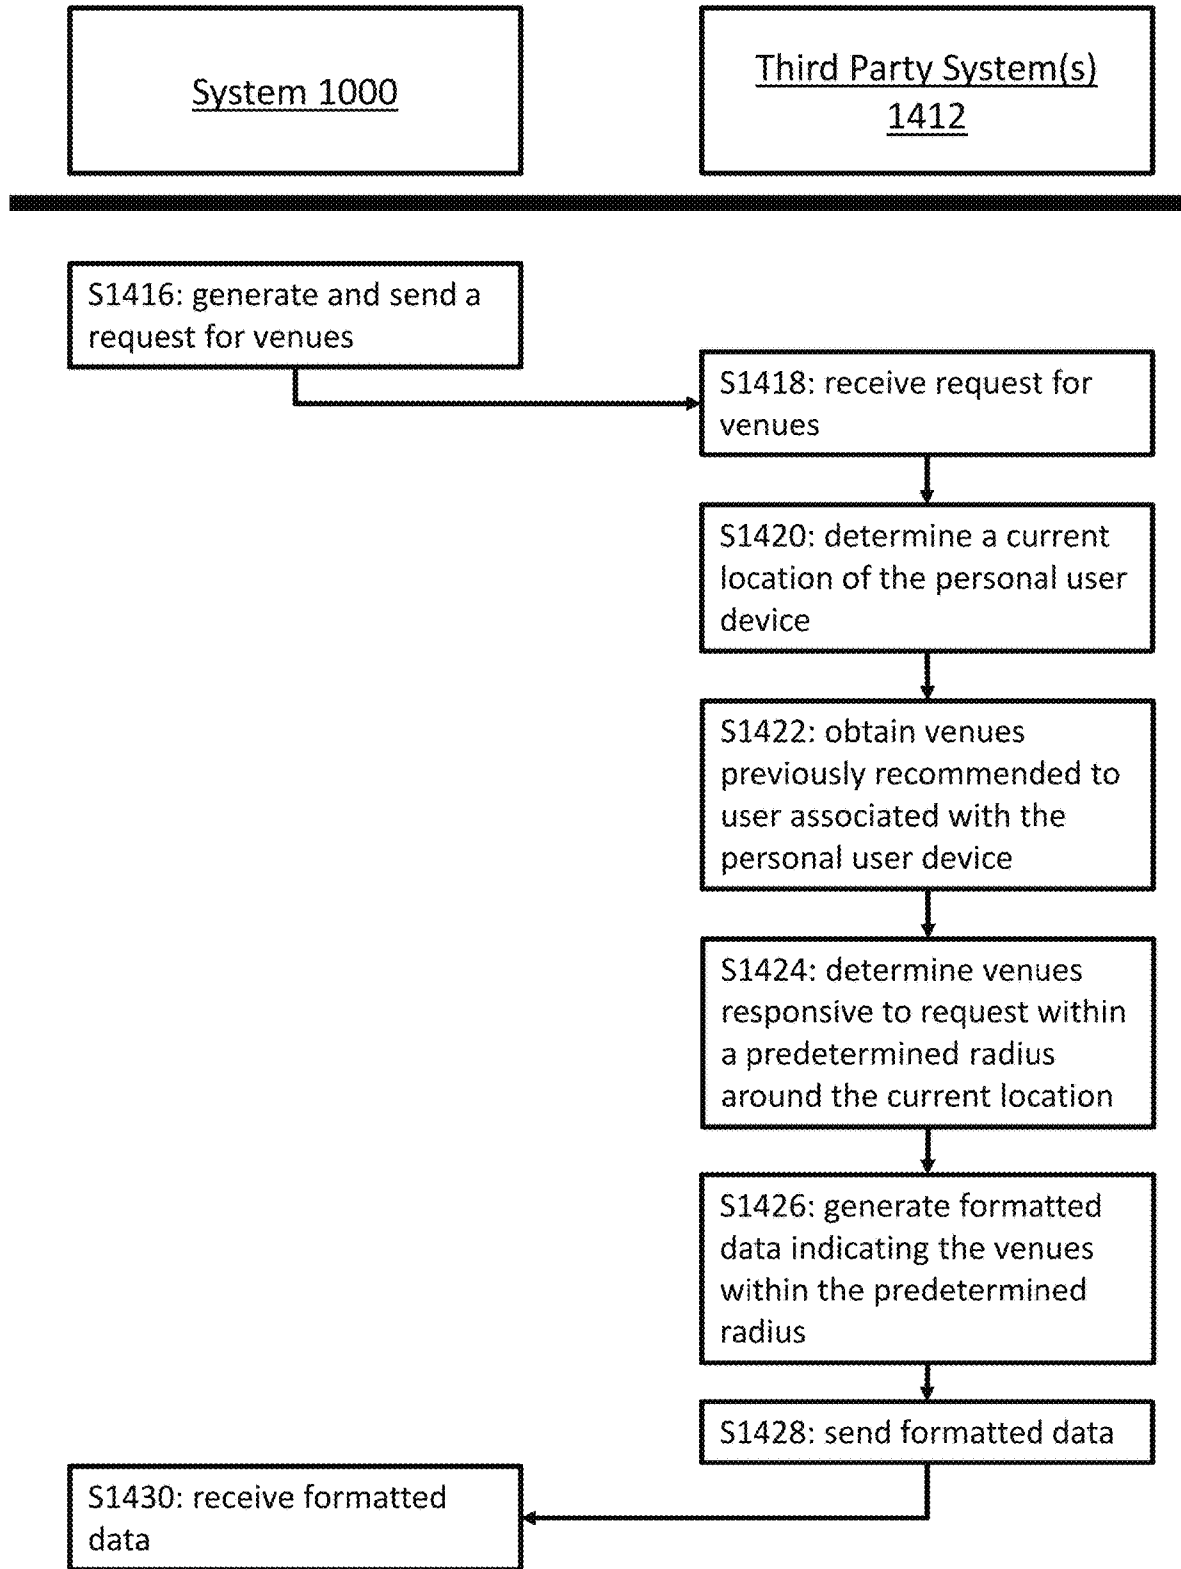 System 1000
Third Party System(s)
1412
S1416: generate and send a
request for venues
S1418: receive request for
venues
S1420: determine a current
location of the personal user
device
S1422: obtain venues
previously recommended to
user associated with the
personal user device
S1424: determine venues
responsive to request within
a predetermined radius
around the current location
S1426: generate formatted
data indicating the venues
within the predetermined
radius
S1428: send formatted data
S1430: receive formatted
data